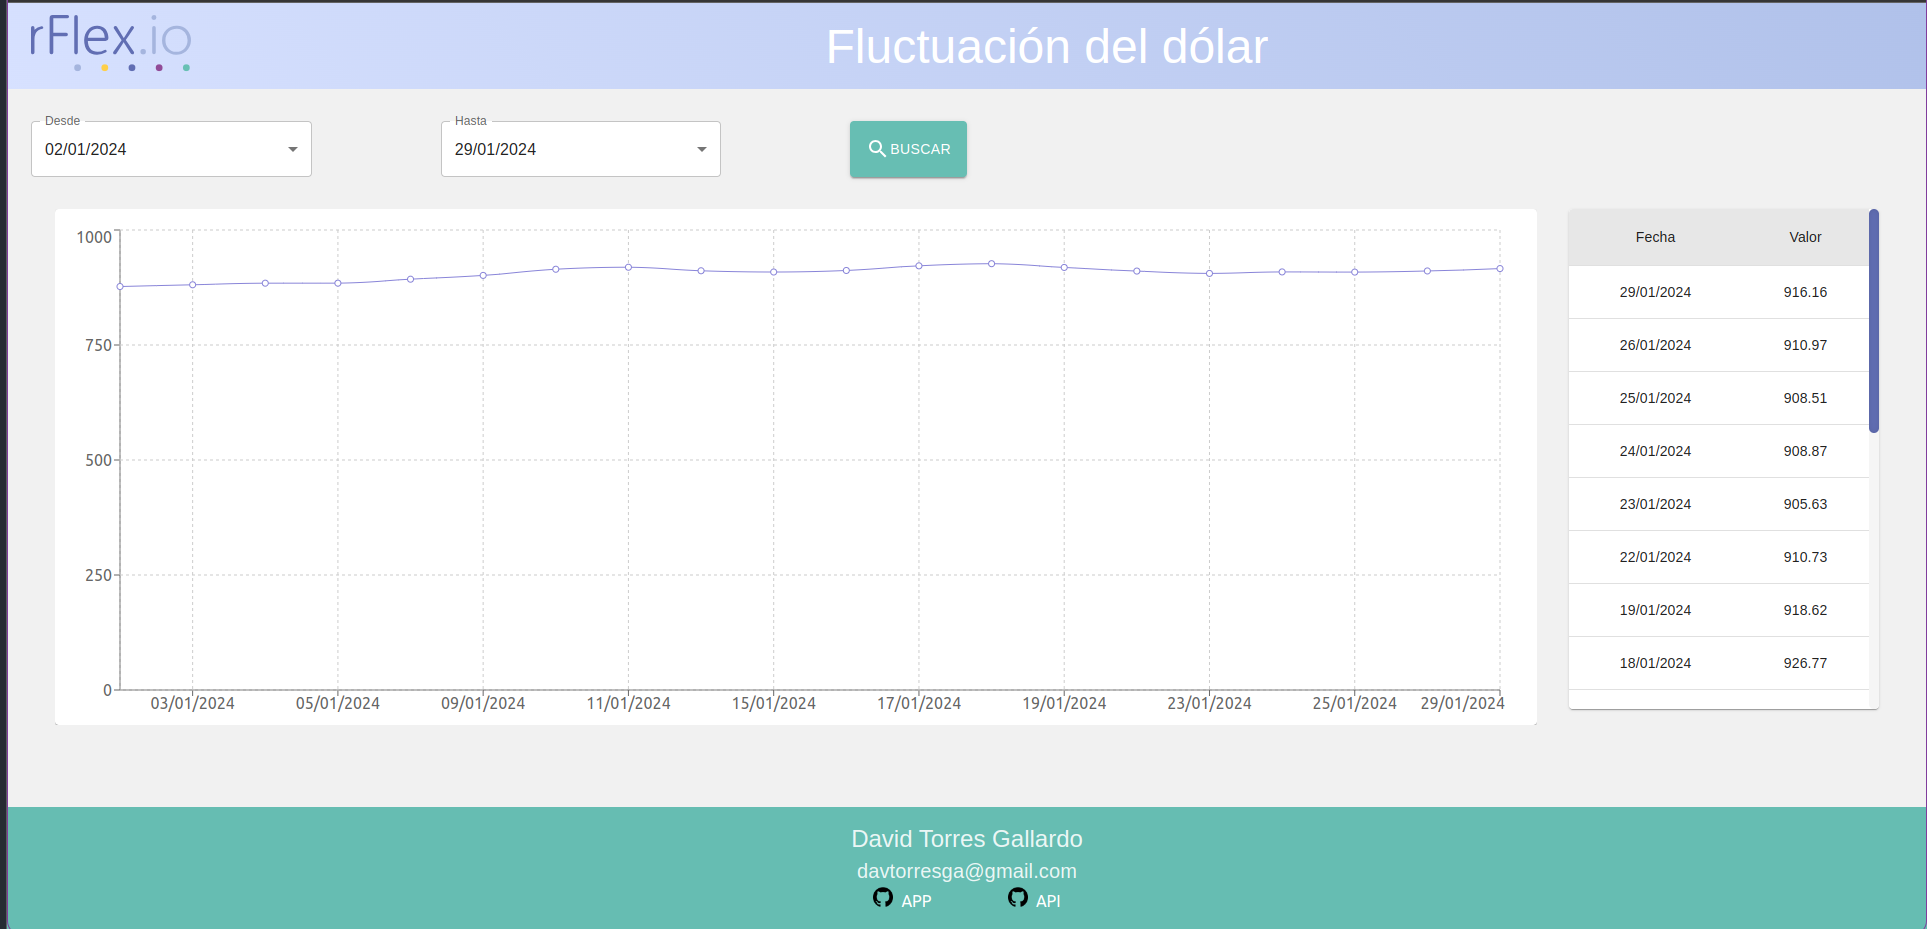 rFlex.io
Fluctuación del dólar
Desde
02/01/2024
Hasta
29/01/2024
BUSCAR
1000
750
500
250
0
03/01/2024 05/01/2024 09/01/2024 11/01/2024 15/01/2024 17/01/2024 19/01/2024 23/01/2024 25/01/2024 29/01/2024
Fecha Valor
29/01/2024 916.16
26/01/2024 910.97
25/01/2024 908.51
24/01/2024 908.87
23/01/2024 905.63
22/01/2024 910.73
19/01/2024 918.62
18/01/2024 926.77
David Torres Gallardo
davtorresga@gmail.com
APP API